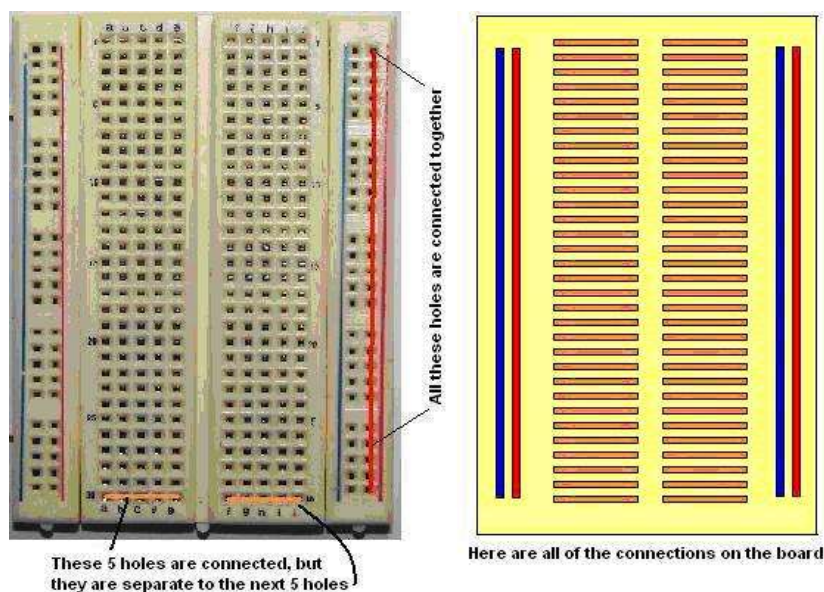 a b c d e
f g h i j
All these holes are connected together
30
a b c d e
f g h i j
These 5 holes are connected, but
they are separate to the next 5 holes
Here are all of the connections on the board